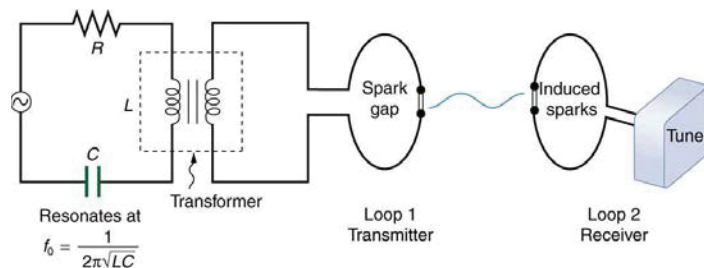 R
L
C
Transformer
Resonates at
f₀ = 1 / 2π√LC
Spark
gap
Loop 1
Transmitter
Induced
sparks
Tune
Loop 2
Receiver